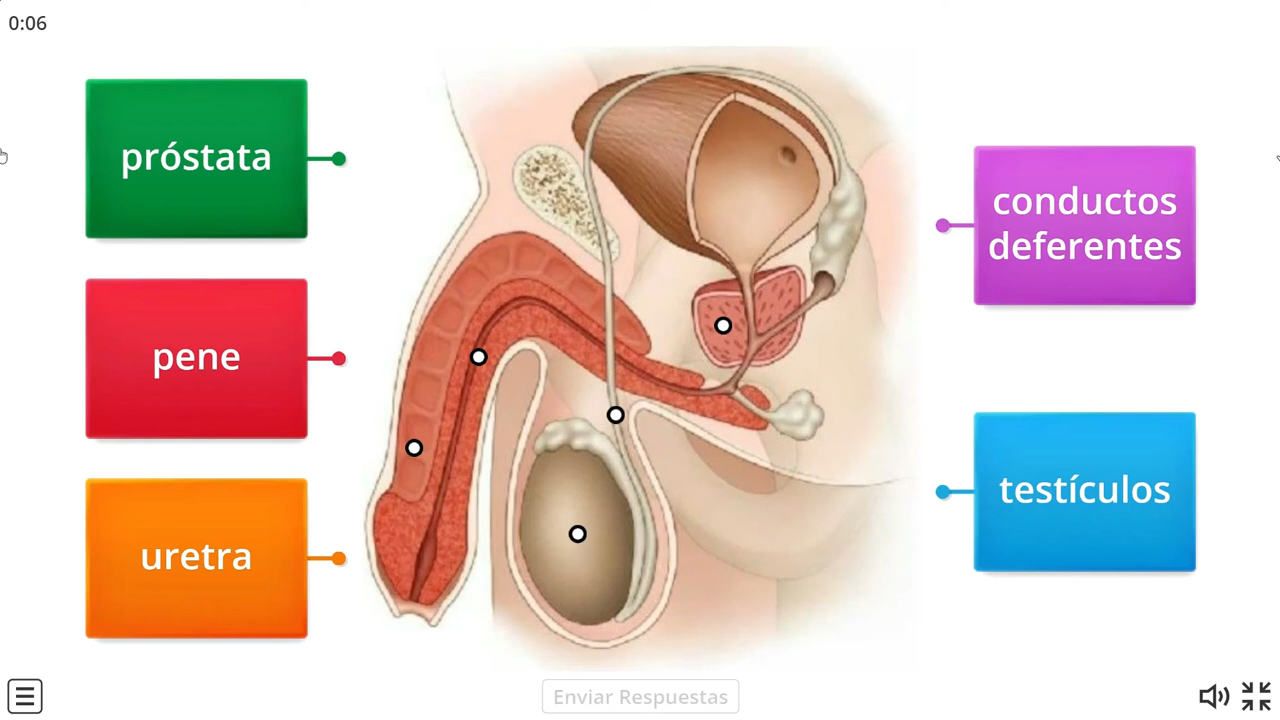 0:06
próstata
pene
uretra
conductos
deferentes
testículos
Enviar Respuestas